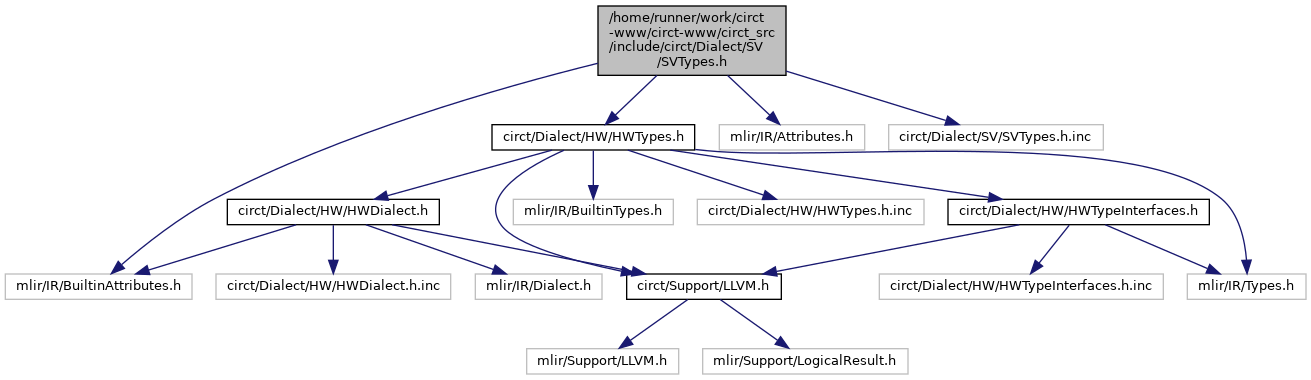 /home/runner/work/circt
-www/circt-www/circt_src
/include/circt/Dialect/SV
/SVTypes.h
circt/Dialect/HW/HWTypes.h
mlir/IR/Attributes.h
circt/Dialect/SV/SVTypes.h.inc
circt/Dialect/HW/HWDialect.h
mlir/IR/BuiltinTypes.h
circt/Dialect/HW/HWTypes.h.inc
circt/Dialect/HW/HWTypeInterfaces.h
mlir/IR/BuiltinAttributes.h
circt/Dialect/HW/HWDialect.h.inc
mlir/IR/Dialect.h
circt/Support/LLVM.h
circt/Dialect/HW/HWTypeInterfaces.h.inc
mlir/IR/Types.h
mlir/Support/LLVM.h
mlir/Support/LogicalResult.h